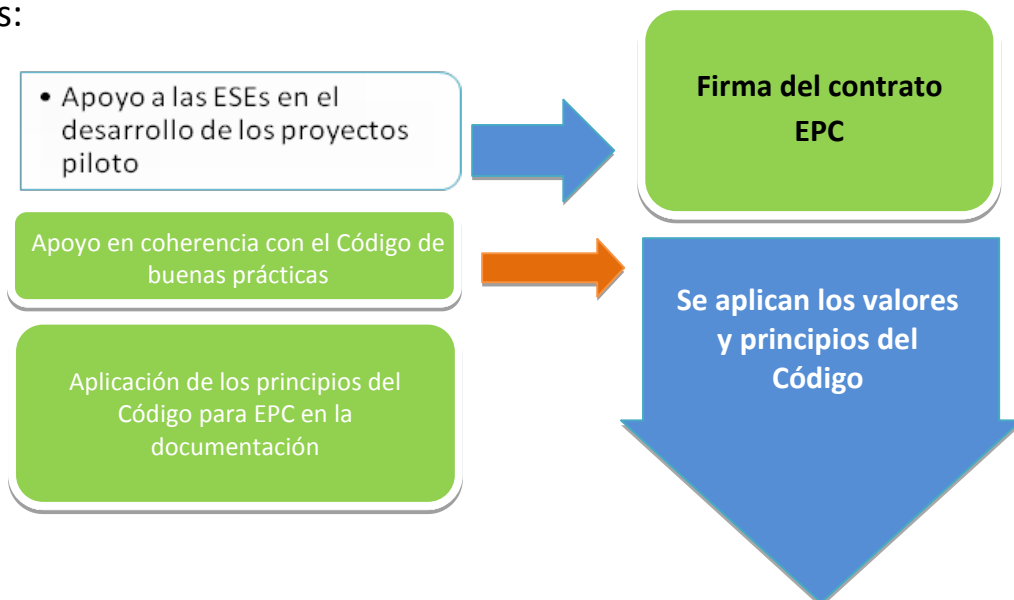 s:
• Apoyo a las ESEs en el
desarrollo de los proyectos
piloto
Firma del contrato
EPC
Apoyo en coherencia con el Código de
buenas prácticas
Se aplican los valores
y principios del
Código
Aplicación de los principios del
Código para EPC en la
documentación